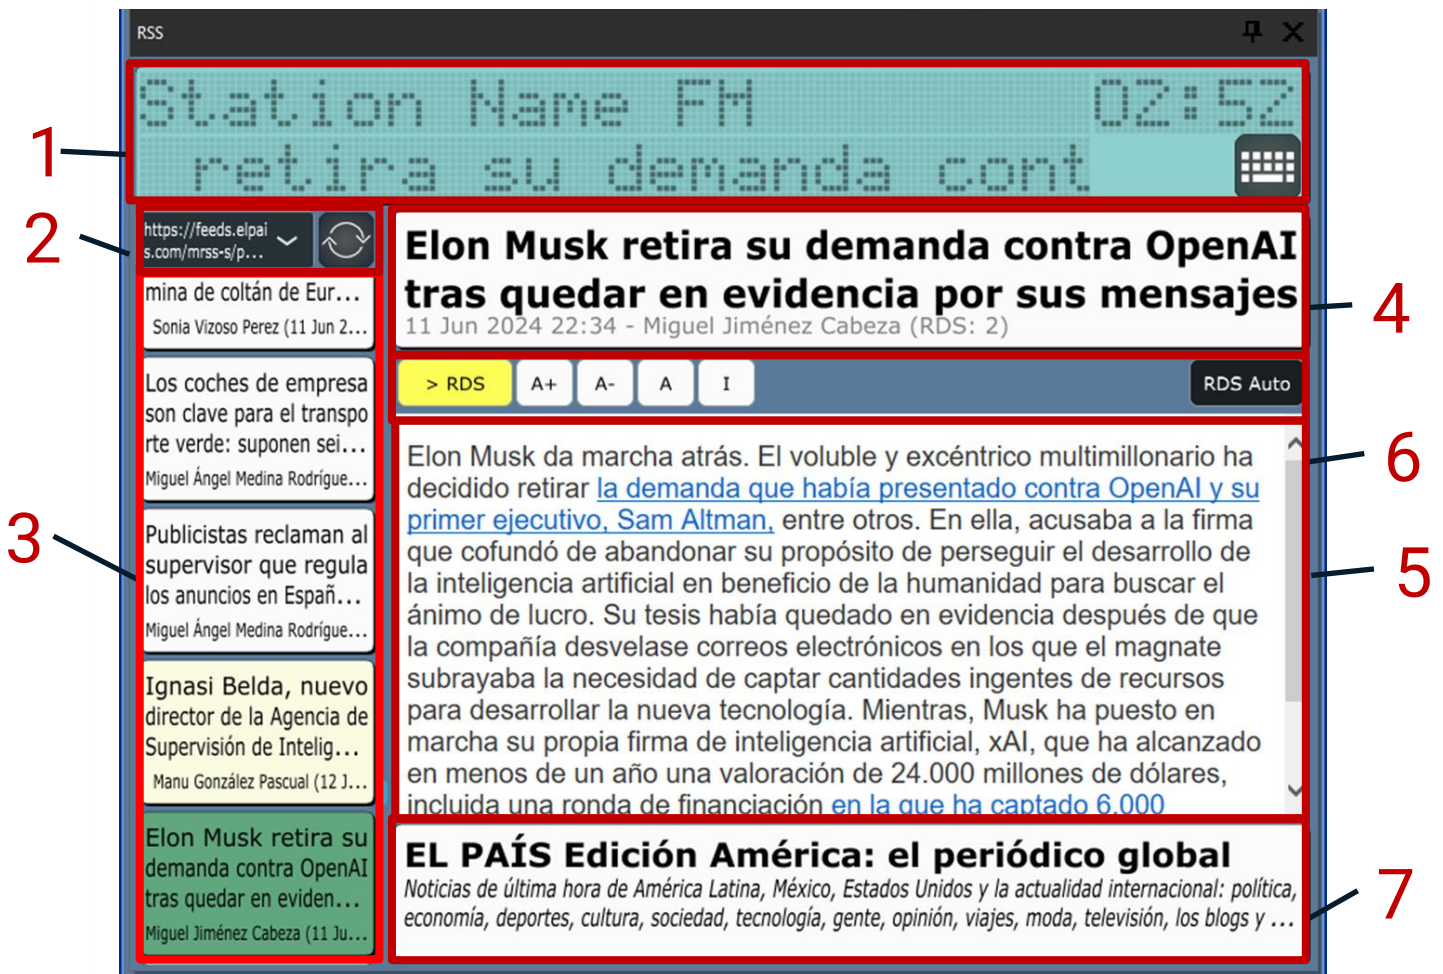 RSS
Station Name FM 02:52
retira su demanda cont
1
2
https://feeds.elpai
s.com/mrss-s/p...
mina de coltán de Eur...
Sonia Vizoso Perez (11 Jun 2...
Los coches de empresa
son clave para el transpo
rte verde: suponen sei...
Miguel Ángel Medina Rodrígue...
3
Publicistas reclaman al
supervisor que regula
los anuncios en Españ...
Miguel Ángel Medina Rodrígue...
Ignasi Belda, nuevo
director de la Agencia de
Supervisión de Intelig...
Manu González Pascual (12 J...
Elon Musk retira su
demanda contra OpenAI
tras quedar en eviden...
Miguel Jiménez Cabeza (11 Ju...
Elon Musk retira su demanda contra OpenAI
tras quedar en evidencia por sus mensajes
11 Jun 2024 22:34 - Miguel Jiménez Cabeza (RDS: 2)
4
> RDS A+ A- A I RDS Auto
6
Elon Musk da marcha atrás. El voluble y excéntrico multimillonario ha
decidido retirar la demanda que había presentado contra OpenAI y su
primer ejecutivo, Sam Altman, entre otros. En ella, acusaba a la firma
que cofundó de abandonar su propósito de perseguir el desarrollo de
la inteligencia artificial en beneficio de la humanidad para buscar el
ánimo de lucro. Su tesis había quedado en evidencia después de que
la compañía desvelase correos electrónicos en los que el magnate
subrayaba la necesidad de captar cantidades ingentes de recursos
para desarrollar la nueva tecnología. Mientras, Musk ha puesto en
marcha su propia firma de inteligencia artificial, xAI, que ha alcanzado
en menos de un año una valoración de 24.000 millones de dólares,
incluida una ronda de financiación en la que ha captado 6.000
5
EL PAÍS Edición América: el periódico global
Noticias de última hora de América Latina, México, Estados Unidos y la actualidad internacional: política,
economía, deportes, cultura, sociedad, tecnología, gente, opinión, viajes, moda, televisión, los blogs y ...
7